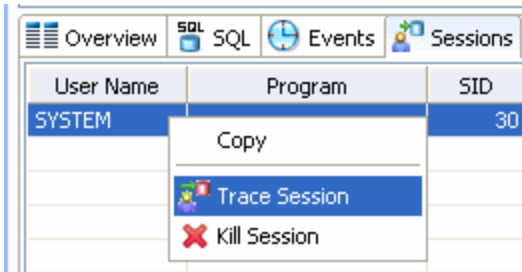 Overview SQL SQL Events Sessions
User Name Program SID
SYSTEM 30
Copy
Trace Session
Kill Session